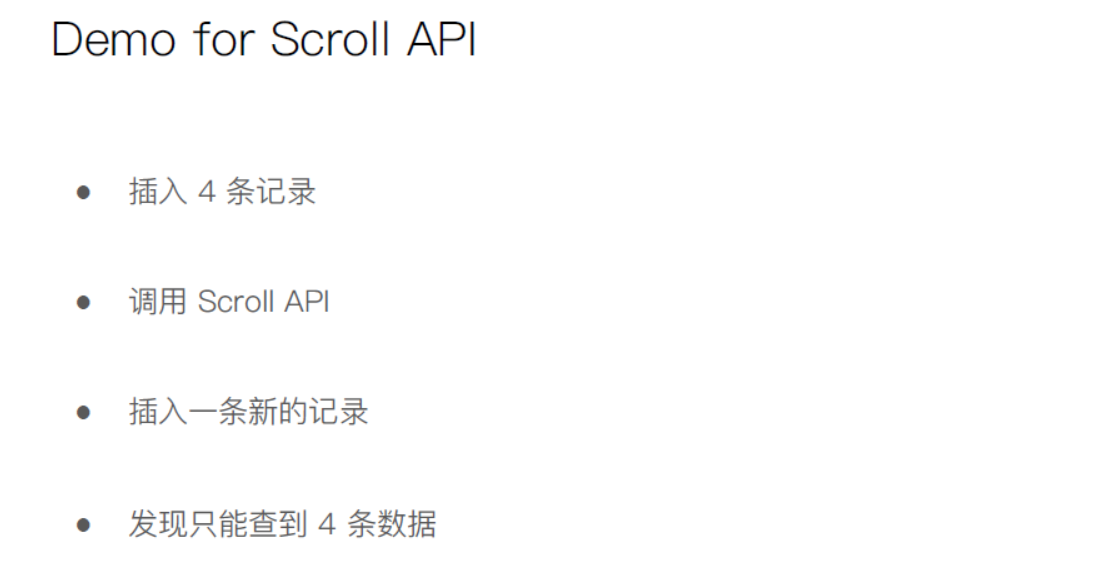 Demo for Scroll API
● 插入 4 条记录
● 调用 Scroll API
● 插入一条新的记录
● 发现只能查到 4 条数据